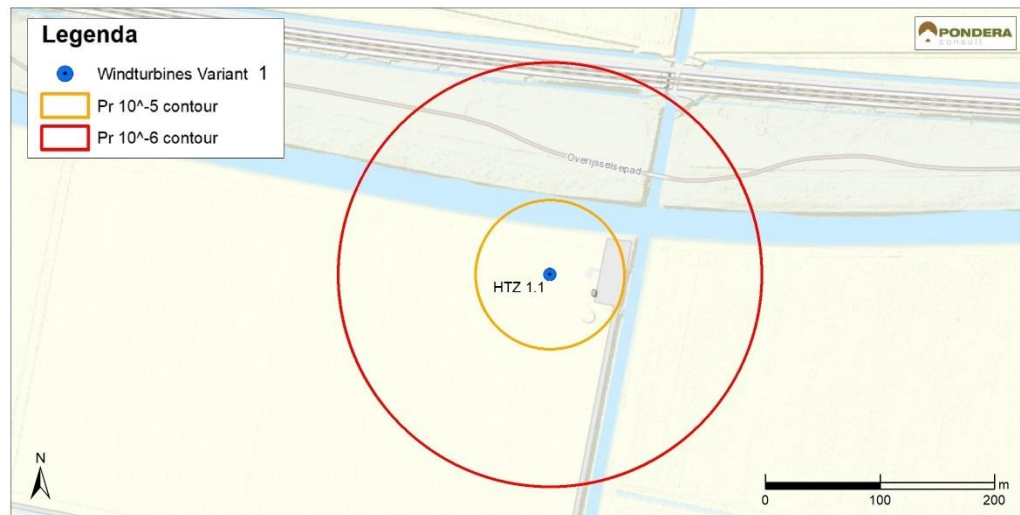 Legenda
Windturbines Variant 1
Pr 10^-5 contour
Pr 10^-6 contour
PONDERA
consult
Overijsselsepad
HTZ 1.1
N
m
0 100 200